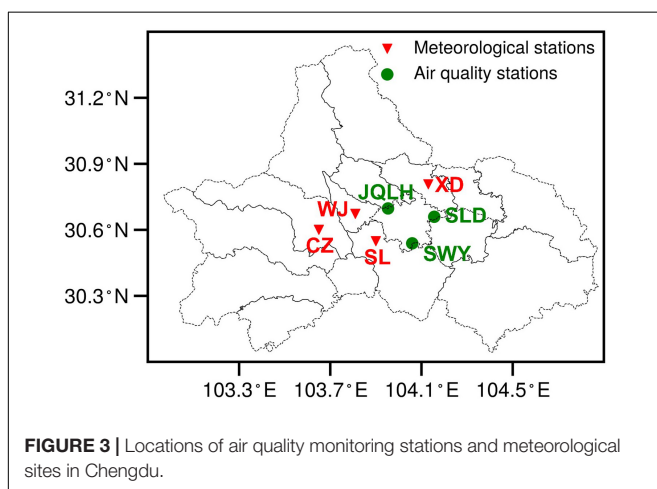 Meteorological stations
Air quality stations
31.2°N
30.9°N
30.6°N
30.3°N
JQLH
XD
WJ
SLD
CZ
SL
SWY
103.3°E 103.7°E 104.1°E 104.5°E
FIGURE 3 | Locations of air quality monitoring stations and meteorological
sites in Chengdu.